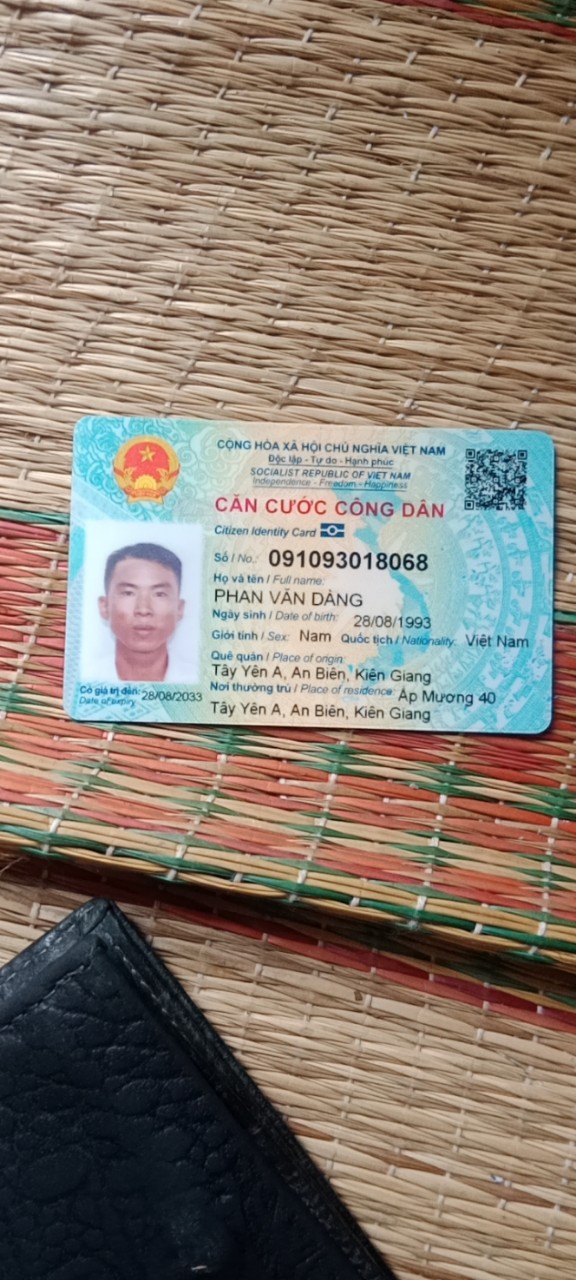 CỘNG HÒA XÃ HỘI CHỦ NGHĨA VIỆT NAM
Độc lập - Tự do - Hạnh phúc
SOCIALIST REPUBLIC OF VIET NAM
Independence - Freedom - Happiness
CĂN CƯỚC CÔNG DÂN
Citizen Identity Card
Số / No.: 091093018068
Họ và tên / Full name:
PHAN VĂN DÀNG
Ngày sinh / Date of birth: 28/08/1993
Giới tính / Sex: Nam Quốc tịch / Nationality: Việt Nam
Quê quán / Place of origin:
Tây Yên A, An Biên, Kiên Giang
Nơi thường trú / Place of residence: Ấp Mương 40
Tây Yên A, An Biên, Kiên Giang
Có giá trị đến: 28/08/2033
Date of expiry